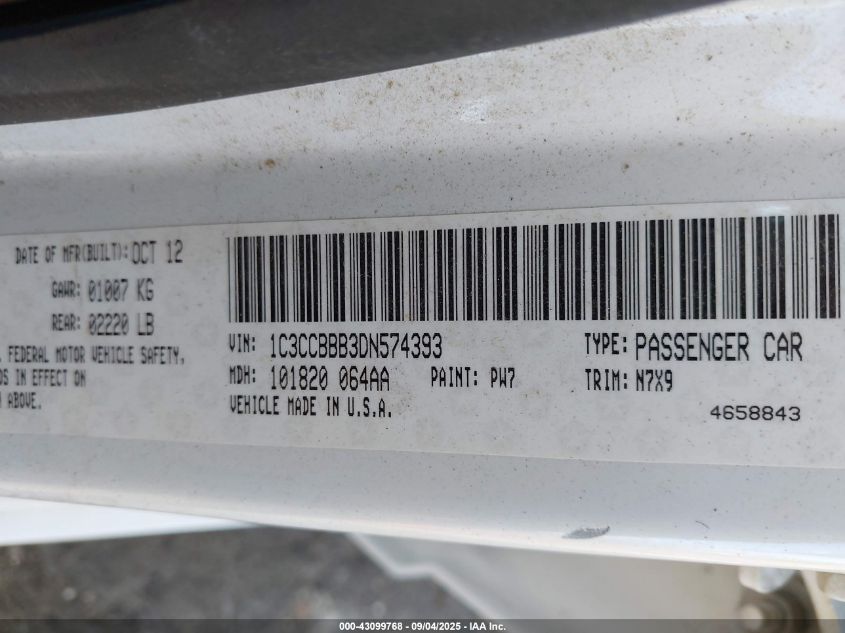 DATE OF MFR(BUILT): OCT 12
GAWR: 01007 KG
REAR: 02220 LB
FEDERAL MOTOR VEHICLE SAFETY,
IN EFFECT ON
ABOVE.
VIN: 1C3CCBBB3DN574393
TYPE: PASSENGER CAR
MDH: 101820 064AA PAINT: PW7
TRIM: N7X9
VEHICLE MADE IN U.S.A.
4658843
000-43099768 - 09/04/2025 - IAA Inc.